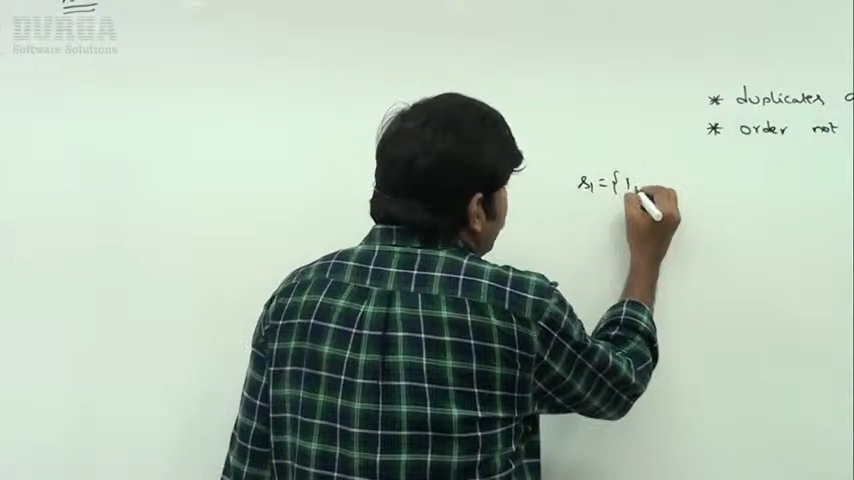 DURGA
Software Solutions
* duplicates
* order not
s1 = { 1,